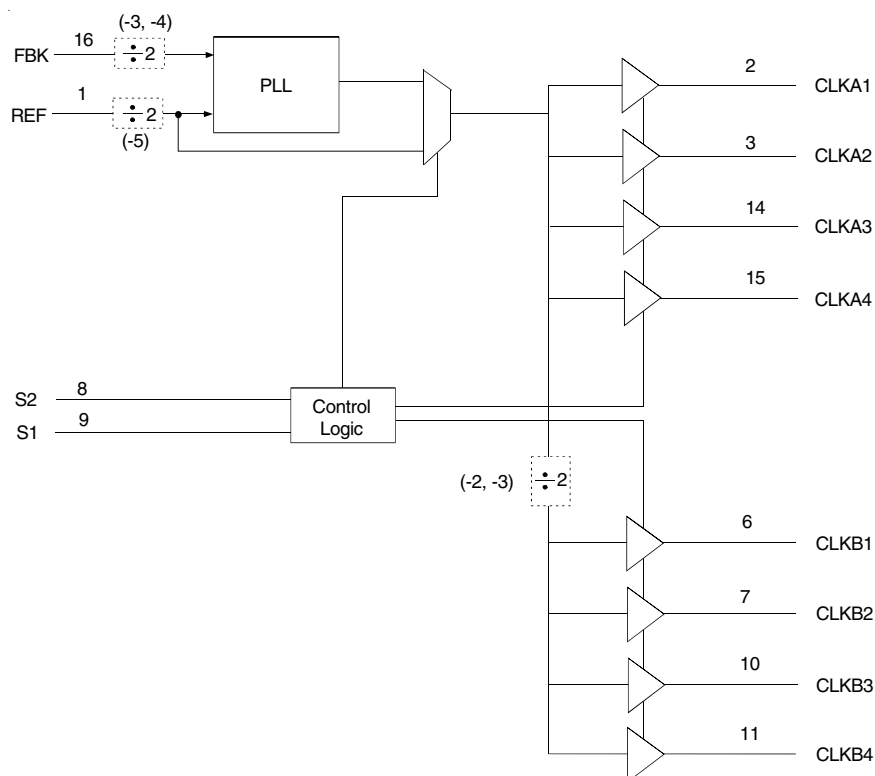 (-3, -4)
FBK 16 ÷2
PLL
REF 1 ÷2
(-5)
2 CLKA1
3 CLKA2
14 CLKA3
15 CLKA4
S2 8
S1 9
Control
Logic
(-2, -3) ÷2
6 CLKB1
7 CLKB2
10 CLKB3
11 CLKB4